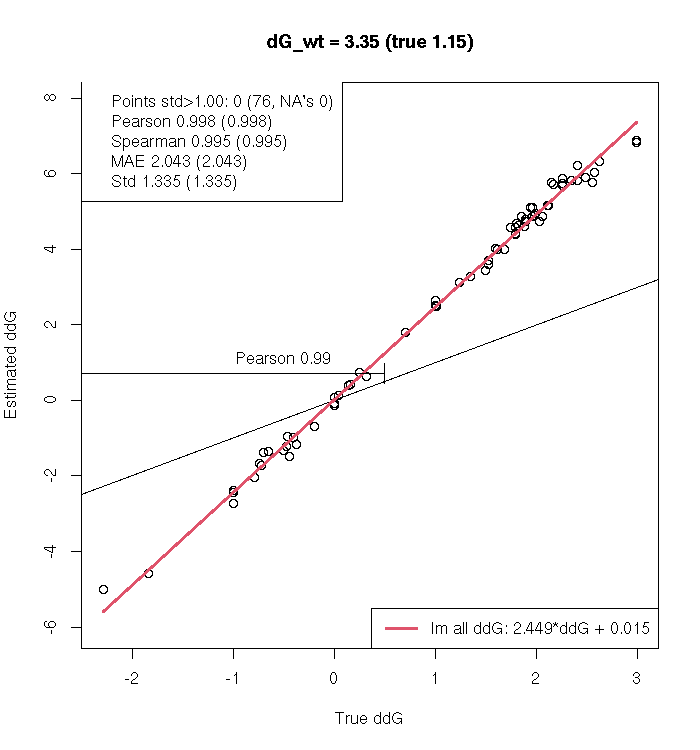 dG_wt = 3.35 (true 1.15)
Points std>1.00: 0 (76, NA's 0)
Pearson 0.998 (0.998)
Spearman 0.995 (0.995)
MAE 2.043 (2.043)
Std 1.335 (1.335)
Pearson 0.99
lm all ddG: 2.449*ddG + 0.015
Estimated ddG
8
6
4
2
0
-2
-4
-6
-2
-1
0
1
2
3
True ddG